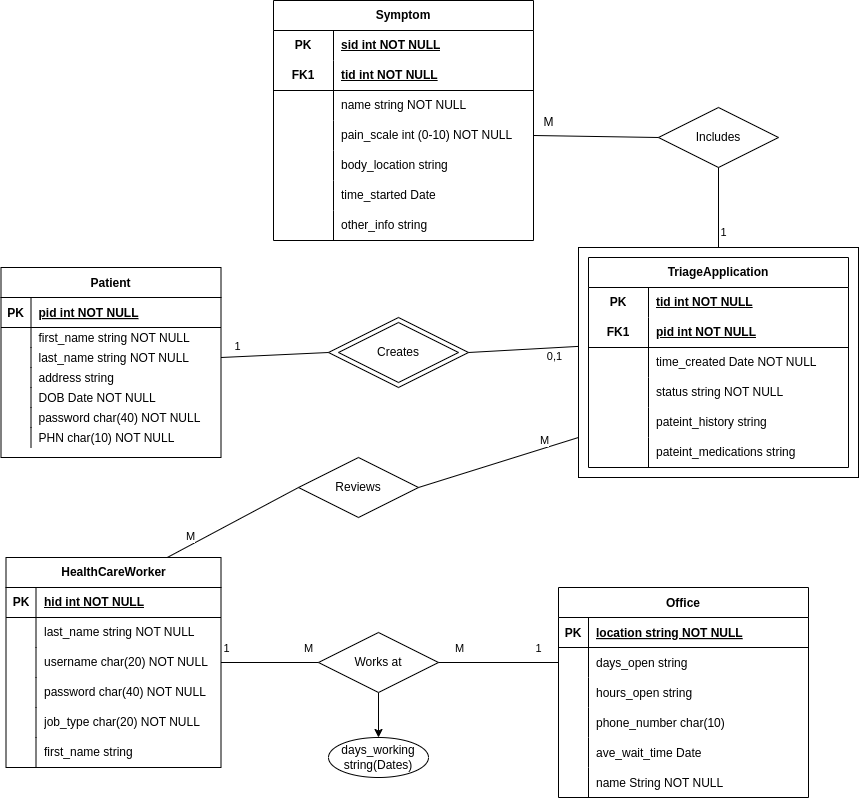 Symptom
PK sid int NOT NULL
FK1 tid int NOT NULL
name string NOT NULL
pain_scale int (0-10) NOT NULL
body_location string
time_started Date
other_info string
M
Includes
1
TriageApplication
PK tid int NOT NULL
FK1 pid int NOT NULL
time_created Date NOT NULL
status string NOT NULL
pateint_history string
pateint_medications string
Patient
PK pid int NOT NULL
first_name string NOT NULL
last_name string NOT NULL
address string
DOB Date NOT NULL
password char(40) NOT NULL
PHN char(10) NOT NULL
1
Creates
0,1
M
Reviews
M
HealthCareWorker
PK hid int NOT NULL
last_name string NOT NULL
username char(20) NOT NULL
password char(40) NOT NULL
job_type char(20) NOT NULL
first_name string
1
M
Works at
M
1
days_working
string(Dates)
Office
PK location string NOT NULL
days_open string
hours_open string
phone_number char(10)
ave_wait_time Date
name String NOT NULL